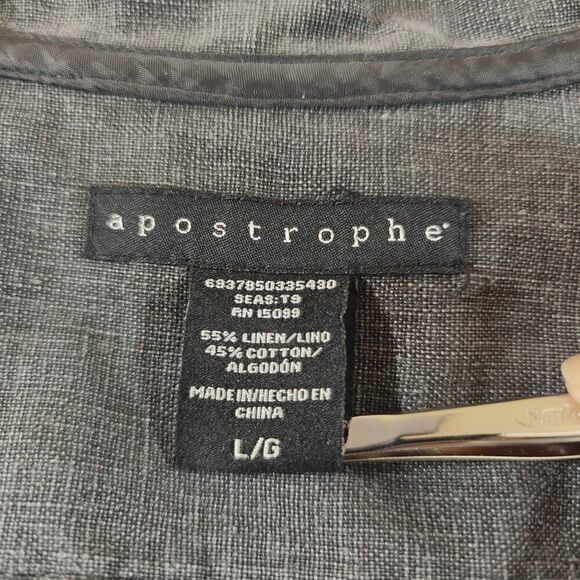 apostrophe
6937850335430
SEAS: T9
RN 15099
55% LINEN/LINO
45% COTTON/
ALGODÓN
MADE IN/HECHO EN
CHINA
L/G